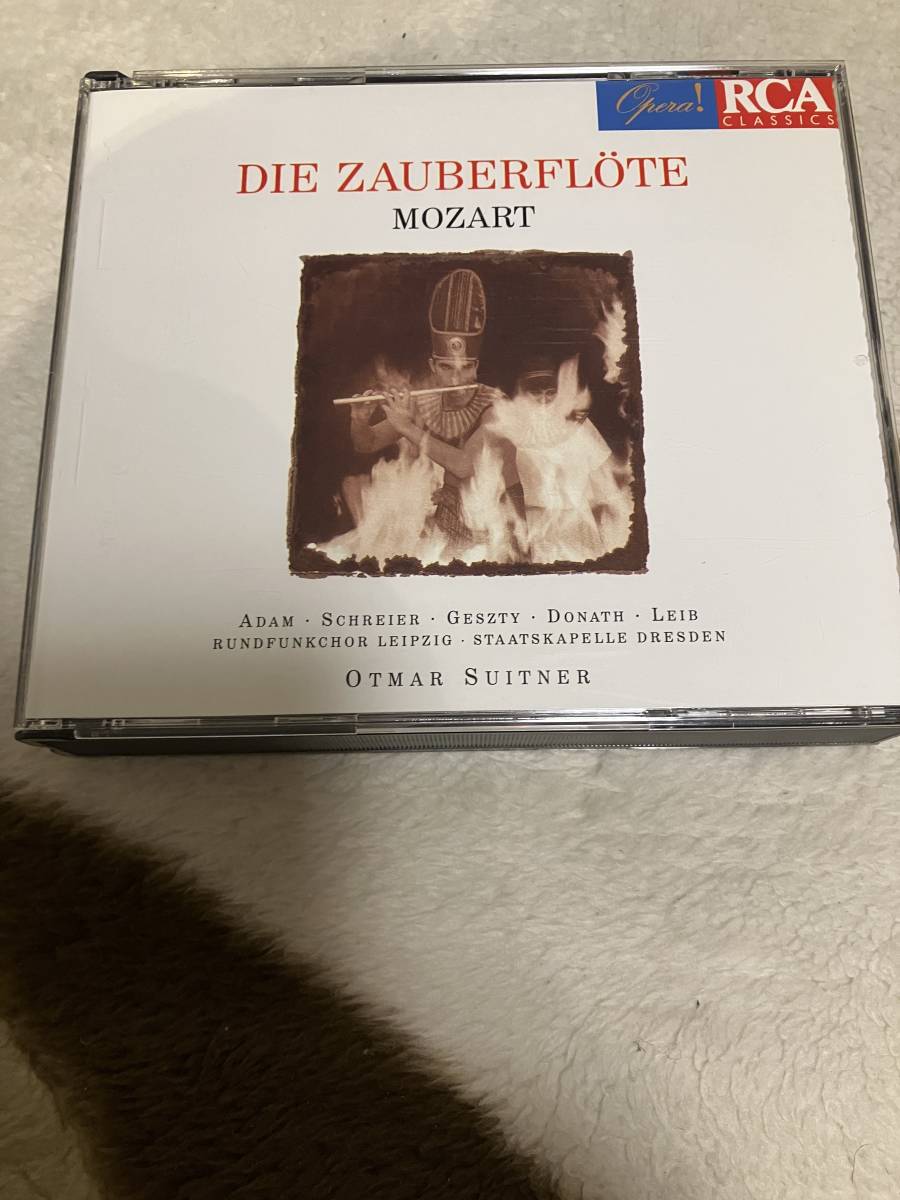 Opera! RCA
CLASSICS
DIE ZAUBERFLÖTE
MOZART
ADAM · SCHREIER · GESZTY · DONATH · LEIB
RUNDFUNKCHOR LEIPZIG · STAATSKAPELLE DRESDEN
OTMAR SUITNER